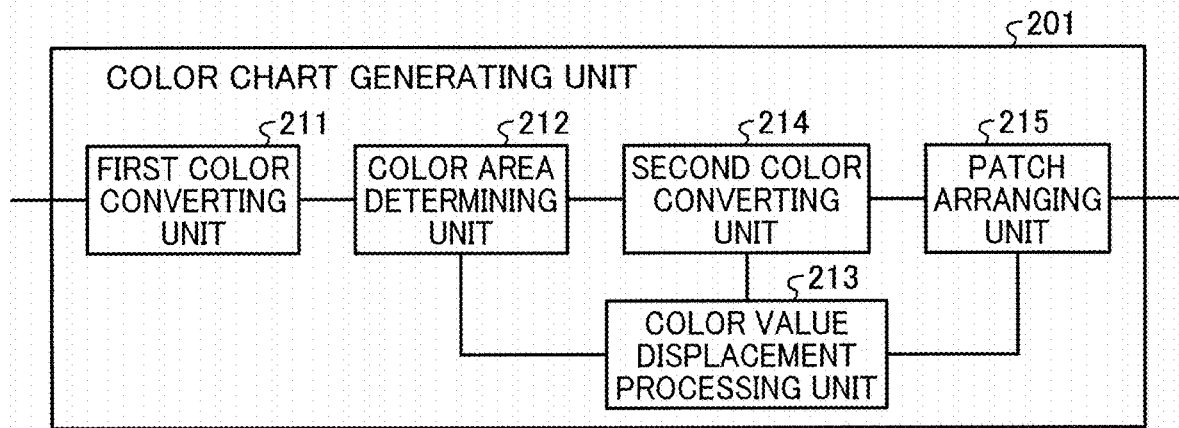 201
COLOR CHART GENERATING UNIT
211
FIRST COLOR
CONVERTING
UNIT
212
COLOR AREA
DETERMINING
UNIT
214
SECOND COLOR
CONVERTING
UNIT
215
PATCH
ARRANGING
UNIT
213
COLOR VALUE
DISPLACEMENT
PROCESSING UNIT